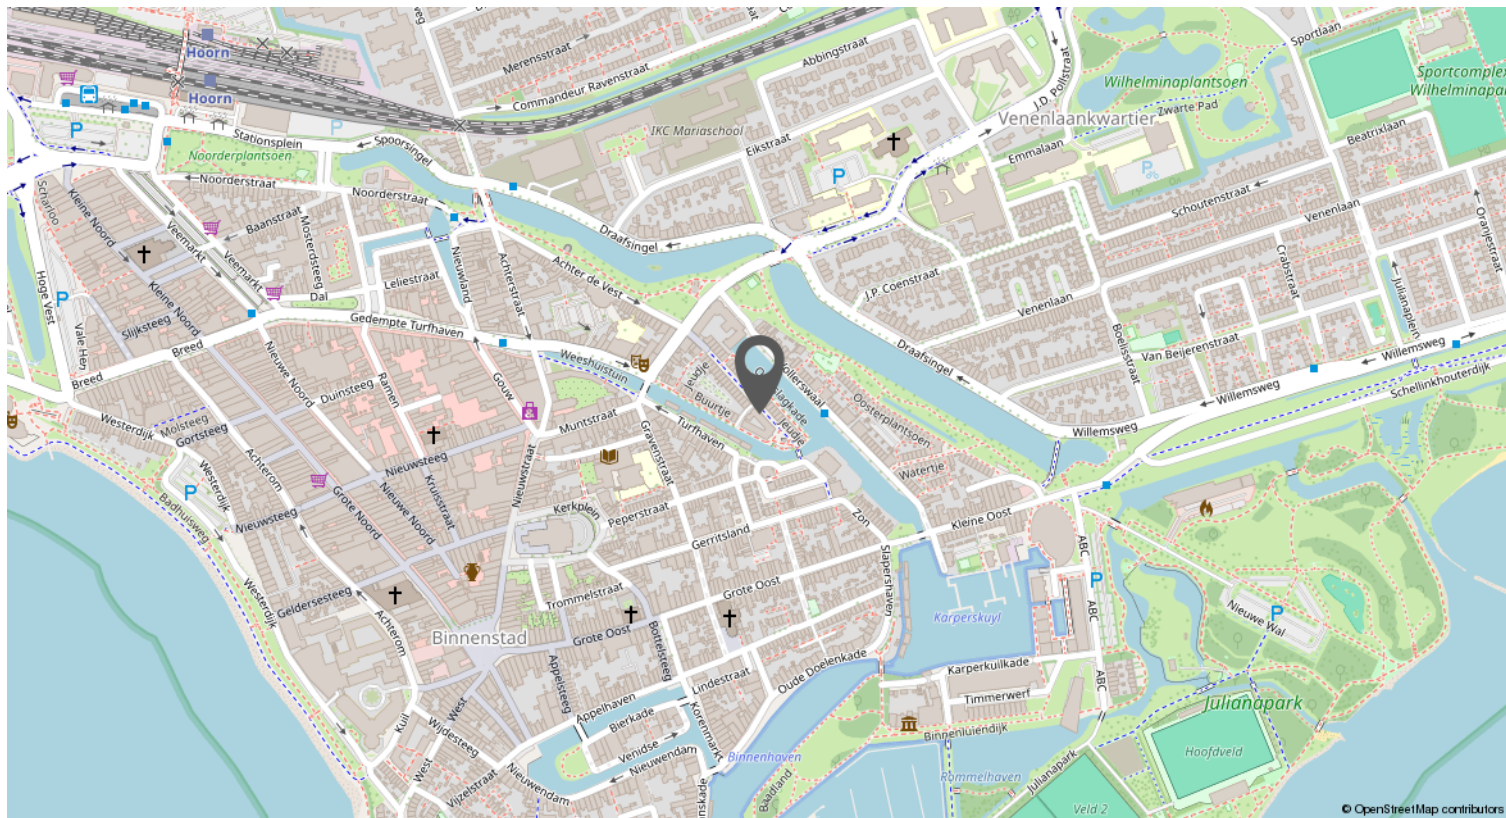 Hoorn
Hoorn
Merensstraat
Commandeur Ravenstraat
Abbingstraat
J.D. Pollstraat
Sportlaan
Wilhelminaplantsoen
Zwarte Pad
Venenlaankwartier
Emmalaan
Beatrixlaan
IKC Mariaschool
Eikstraat
Stationsplein
Spoorsingel
Noorderplantsoen
Noorderstraat
Noorderstraat
Scharloo
Kleine Noord
Veemarkt
Veemarkt
Baanstraat
Mosterdsteeg
Dal
Leliestraat
Nieuwland
Achterstraat
Achter de Vest
Draafsingel
Schoutenstraat
Venenlaan
Oranjestraat
Crabstraat
Julianaplein
J.P. Coenstraat
Venenlaan
Boelisstraat
Van Beijerenstraat
Willemsweg
Willemsweg
Willemsweg
Schellinkhouterdijk
Draafsingel
Hoge Vest
Vale Hen
Slijksteeg
Kleine Noord
Breed
Breed
Gedempte Turfhaven
Weeshuistuin
Jeudje
Buurtje
Turfhaven
Jeudje
Oosterplantsoen
Watertje
Nieuwe Noord
Duinsteeg
Ramen
Gouw
Muntstraat
Gravenstraat
Westerdijk
Molsteeg
Gortsteeg
Achterom
Westerdijk
Badhuisweg
Nieuwsteeg
Nieuwsteeg
Grote Noord
Nieuwe Noord
Kruisstraat
Nieuwstraat
Kerkplein
Peperstraat
Gerritsland
Zon
Kleine Oost
Slapershaven
Grote Oost
Grote Oost
Trommelstraat
Bottelsteeg
Geldersesteeg
Achterom
Westerdijk
Binnenstad
Appelsteeg
Lindestraat
Oude Doelenkade
Karperskuyl
Karperkuilkade
Timmerwerf
Binnenluiendijk
ABC
ABC
ABC
Nieuwe Wal
Julianapark
Hoofdveld
Julianapark
Veld 2
Appelhaven
Bierkade
Venidse
Nieuwendam
Korenmarkt
Nieuwendam
Vijzelstraat
Wijdesteeg
West
West
Kuil
Binnenhaven
Baadland
Rommelhaven
© OpenStreetMap contributors